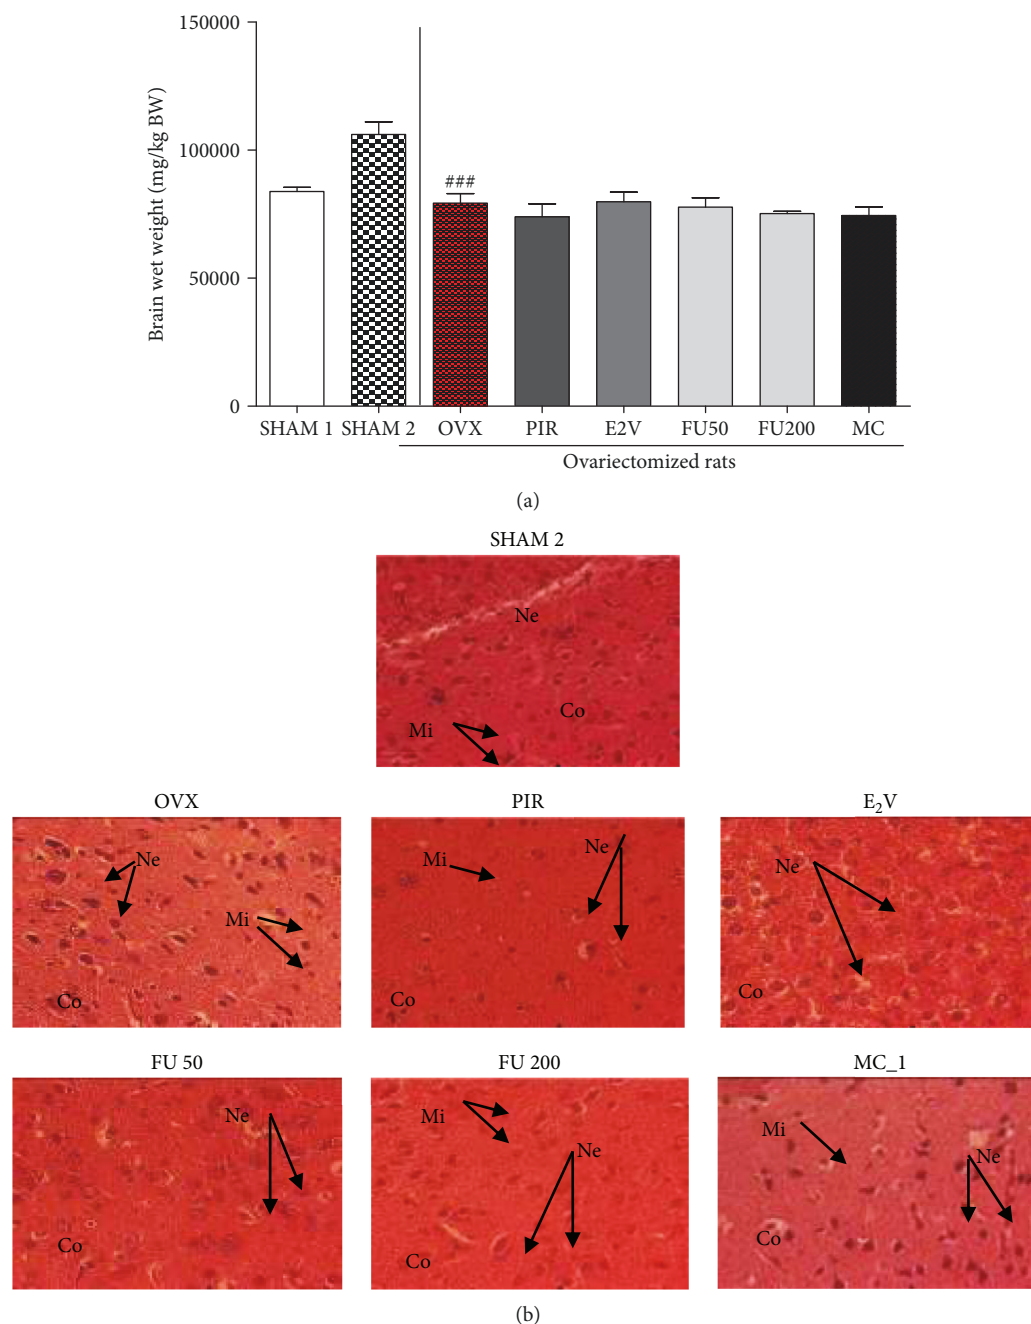 150000
100000
50000
0
Brain wet weight (mg/kg BW)
###
SHAM 1 SHAM 2 OVX PIR E2V FU50 FU200 MC
Ovariectomized rats
(a)
SHAM 2
Ne
Co
Mi
OVX PIR E₂V
Ne
Mi
Co
Mi
Ne
Co
Ne
Co
FU 50 FU 200 MC_1
Ne
Co
Mi
Ne
Co
Mi
Ne
Co
(b)